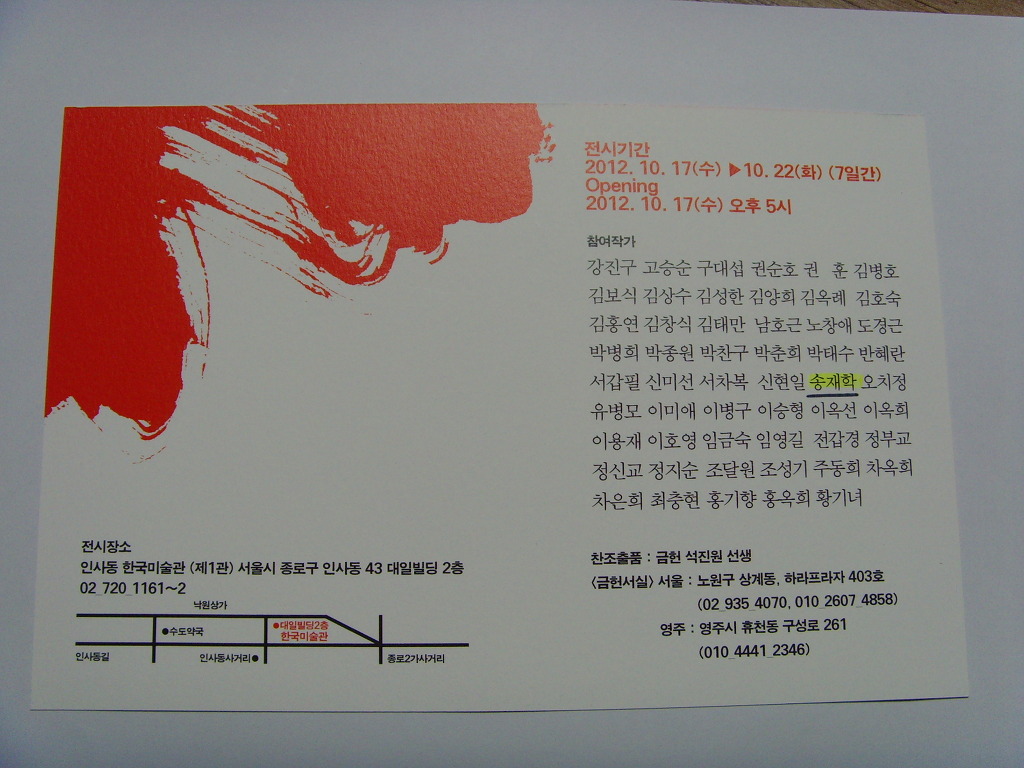 전시기간
2012. 10. 17(수) ▶10. 22(화) (7일간)
Opening
2012. 10. 17(수) 오후 5시
참여작가
강진구 고승순 구대섭 권순호 권 훈 김병호
김보식 김상수 김성한 김양희 김옥례 김호숙
김홍연 김창식 김태만 남호근 노창애 도경근
박병희 박종원 박찬구 박춘희 박태수 반혜란
서갑필 신미선 서차복 신현일 송재학 오치정
유병모 이미애 이병구 이승형 이옥선 이옥희
이용재 이호영 임금숙 임영길 전갑경 정부교
정신교 정지순 조달원 조성기 주동희 차옥희
차은희 최충현 홍기향 홍옥희 황기녀
전시장소
인사동 한국미술관 (제1관) 서울시 종로구 인사동 43 대일빌딩 2층
02_720_1161~2
낙원상가
●수도약국
●대일빌딩2층
한국미술관
인사동길
인사동사거리●
종로2가사거리
찬조출품 : 금헌 석진원 선생
〈금헌서실〉 서울 : 노원구 상계동, 하라프라자 403호
(02_935_4070, 010_2607_4858)
영주 : 영주시 휴천동 구성로 261
(010_4441_2346)